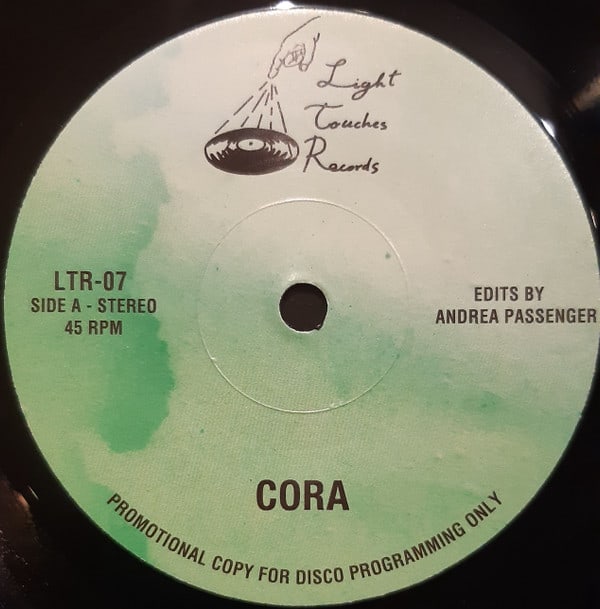 Light
Touches
Records
LTR-07
SIDE A - STEREO
45 RPM
EDITS BY
ANDREA PASSENGER
CORA
PROMOTIONAL COPY FOR DISCO PROGRAMMING ONLY